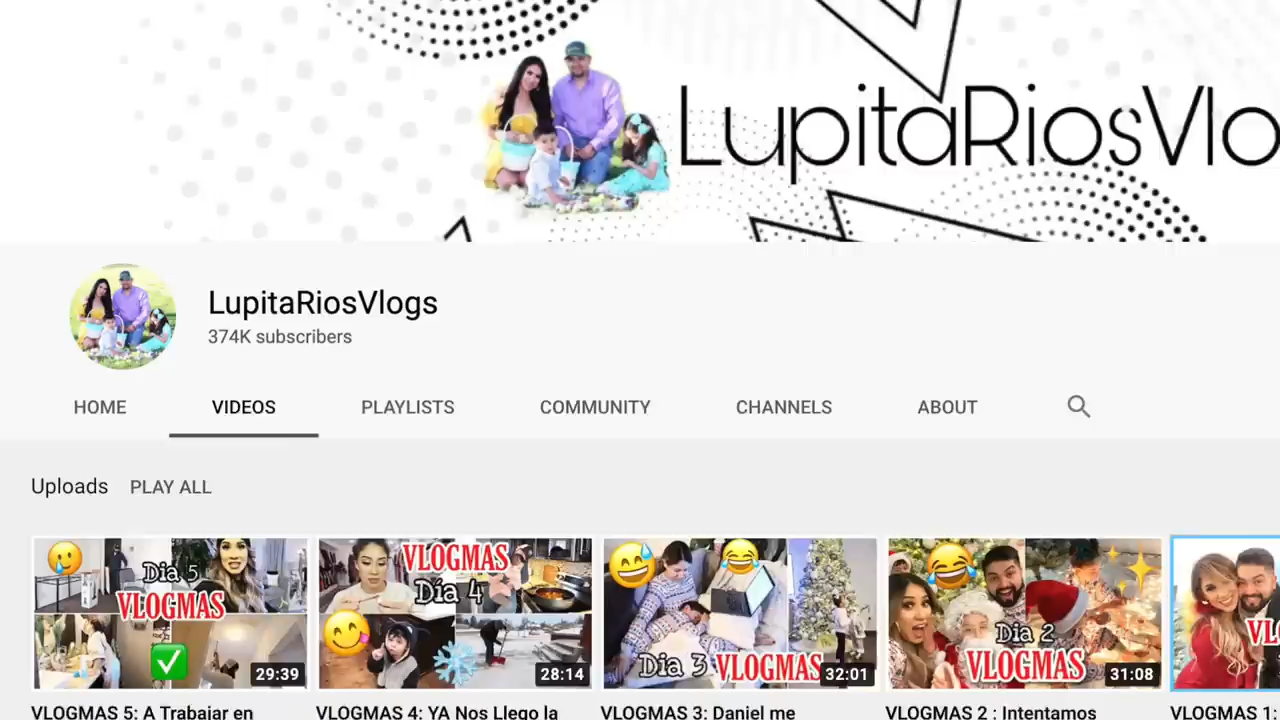 LupitaRiosVlo
LupitaRiosVlogs
374K subscribers
HOME VIDEOS PLAYLISTS COMMUNITY CHANNELS ABOUT
Uploads PLAY ALL
Dia 5
VLOGMAS
29:39
VLOGMAS
Día 4
28:14
Dia 3 VLOGMAS
32:01
Dia 2
VLOGMAS
31:08
VL
VLOGMAS 5: A Trabajar en
VLOGMAS 4: YA Nos Llego la
VLOGMAS 3: Daniel me
VLOGMAS 2 : Intentamos
VLOGMAS 1: